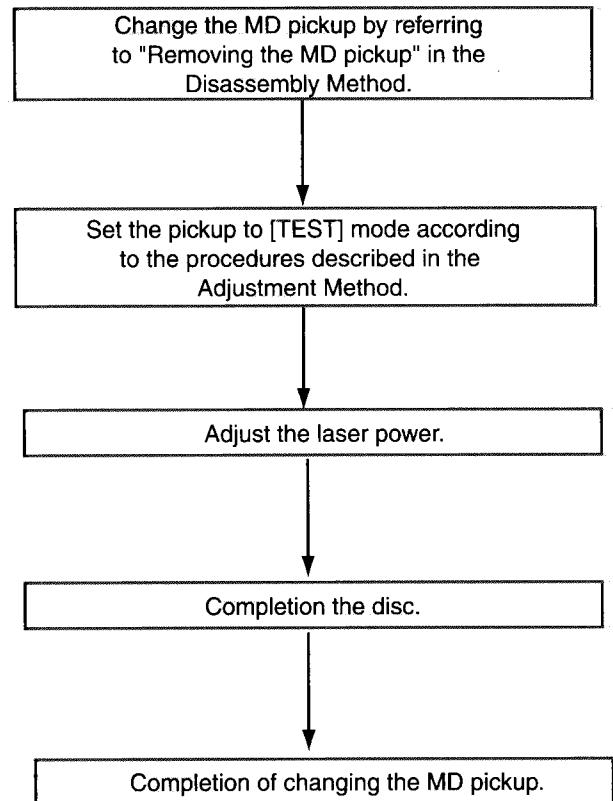 Change the MD pickup by referring
to "Removing the MD pickup" in the
Disassembly Method.
Set the pickup to [TEST] mode according
to the procedures described in the
Adjustment Method.
Adjust the laser power.
Completion the disc.
Completion of changing the MD pickup.